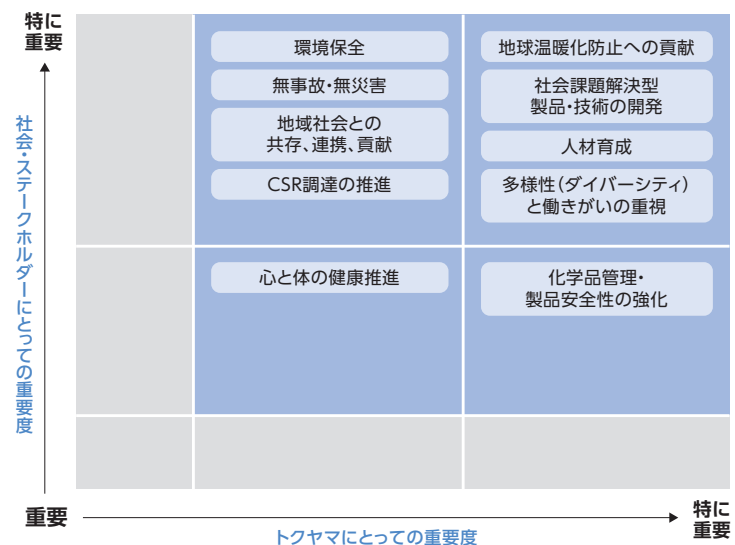 特に
重要
社会・ステークホルダーにとっての重要度
環境保全
無事故・無災害
地域社会との
共存、連携、貢献
CSR調達の推進
地球温暖化防止への貢献
社会課題解決型
製品・技術の開発
人材育成
多様性(ダイバーシティ)
と働きがいの重視
心と体の健康推進
化学品管理・
製品安全性の強化
重要
トクヤマにとっての重要度
特に
重要